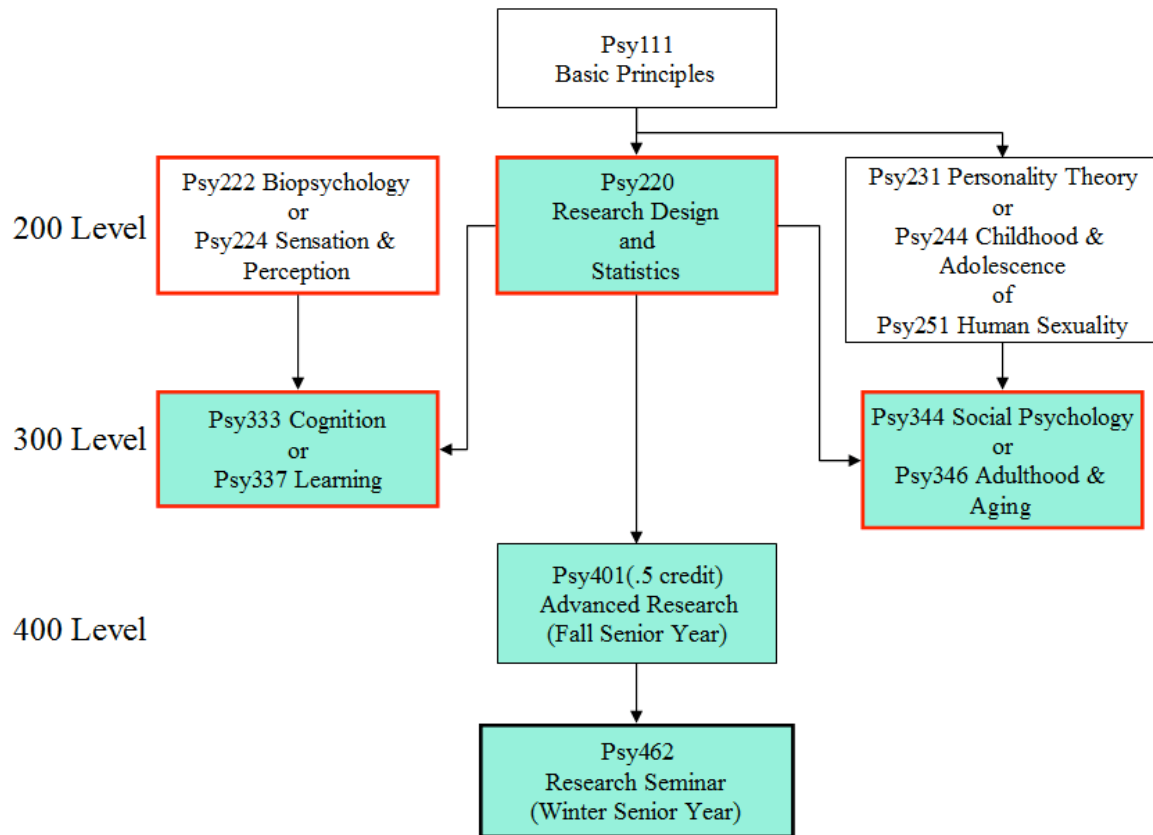 Psy111
Basic Principles
200 Level
Psy222 Biopsychology
or
Psy224 Sensation &
Perception
Psy220
Research Design
and
Statistics
Psy231 Personality Theory
or
Psy244 Childhood &
Adolescence
of
Psy251 Human Sexuality
300 Level
Psy333 Cognition
or
Psy337 Learning
Psy344 Social Psychology
or
Psy346 Adulthood &
Aging
400 Level
Psy401(.5 credit)
Advanced Research
(Fall Senior Year)
Psy462
Research Seminar
(Winter Senior Year)